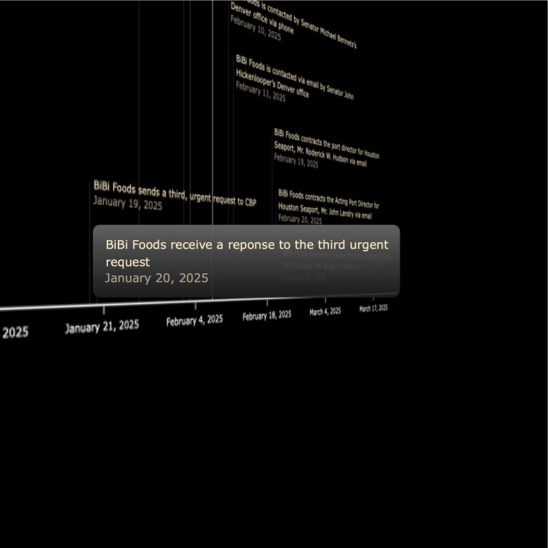 is contacted by Senator Michael Bennets's
Denver office via phone
February 10, 2025
BiBi Foods is contacted via email by Senator John
Hickenlooper's Denver office
February 11, 2025
BiBi Foods contracts the port director for Houston
Seaport, Mr. Roderick W. Hudson via email
February 19, 2025
BiBi Foods sends a third, urgent request to CBP
January 19, 2025
BiBi Foods contracts the Acting Port Director for
Houston Seaport, Mr. John Landry via email
February 20, 2025
BiBi Foods receive a reponse to the third urgent
request
January 20, 2025
2025
January 21, 2025
February 4, 2025
February 18, 2025
March 4, 2025
March 17, 2025